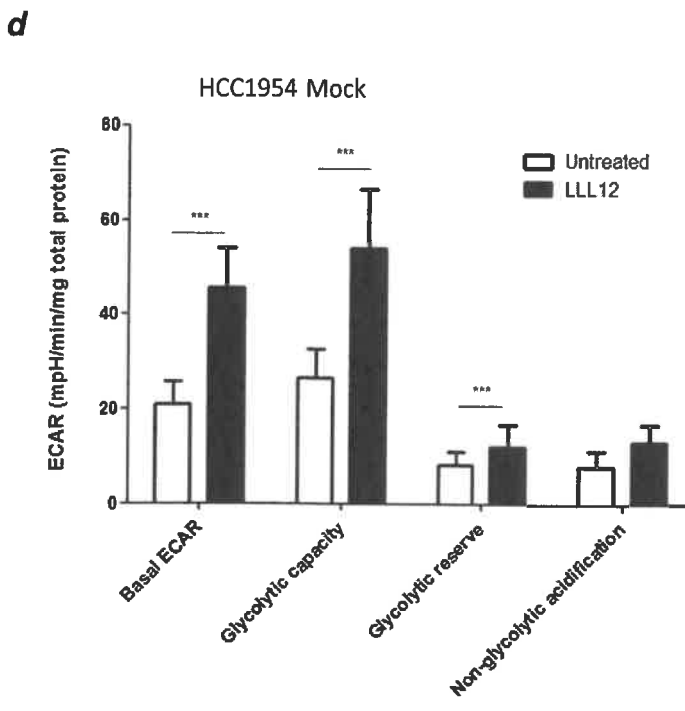 d
HCC1954 Mock
80
60
40
20
0
ECAR (mpH/min/mg total protein)
***
***
***
Untreated
LLL12
Basal ECAR
Glycolytic capacity
Glycolytic reserve
Non-glycolytic acidification